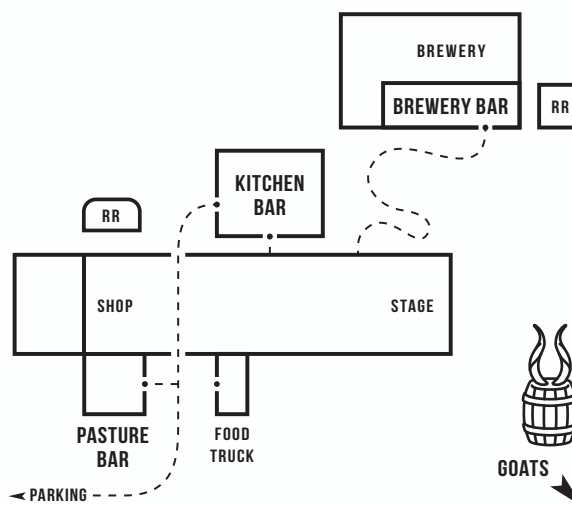 BREWERY
BREWERY BAR
RR
KITCHEN
BAR
RR
SHOP
STAGE
PASTURE
BAR
FOOD
TRUCK
GOATS
PARKING